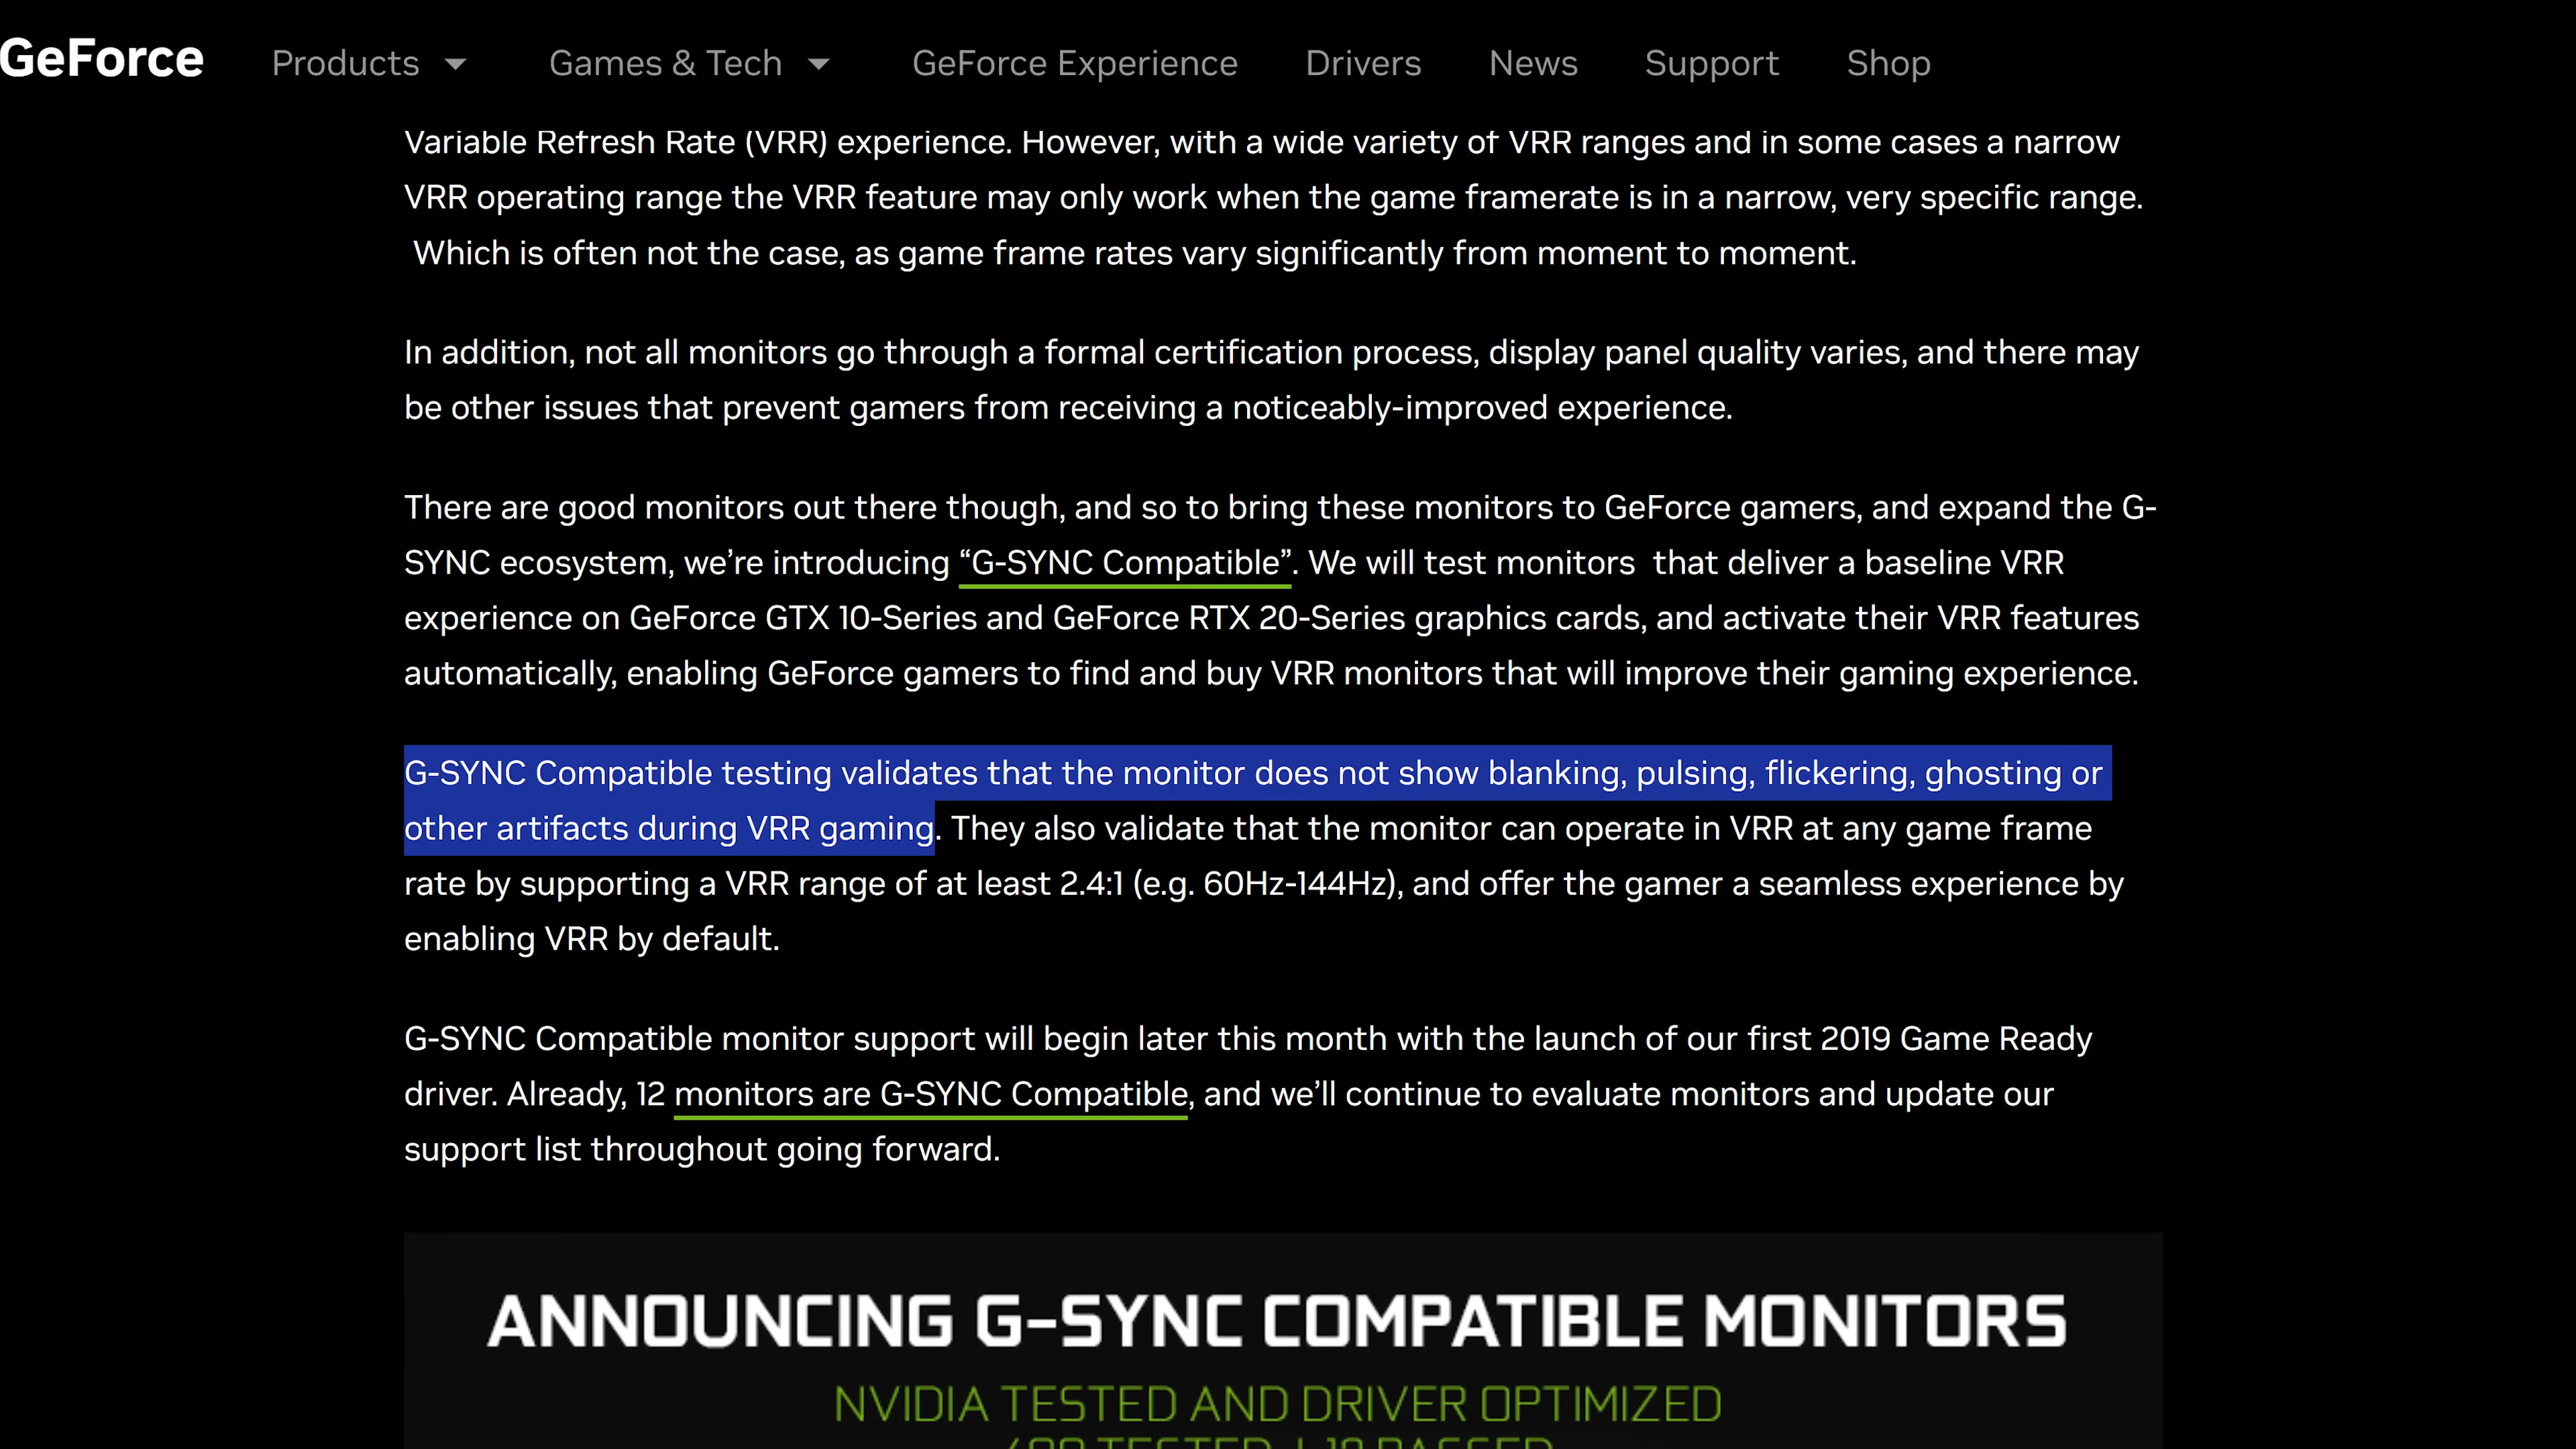 GeForce Products Games & Tech GeForce Experience Drivers News Support Shop
Variable Refresh Rate (VRR) experience. However, with a wide variety of VRR ranges and in some cases a narrow
VRR operating range the VRR feature may only work when the game framerate is in a narrow, very specific range.
Which is often not the case, as game frame rates vary significantly from moment to moment.
In addition, not all monitors go through a formal certification process, display panel quality varies, and there may
be other issues that prevent gamers from receiving a noticeably-improved experience.
There are good monitors out there though, and so to bring these monitors to GeForce gamers, and expand the G-
SYNC ecosystem, we’re introducing “G-SYNC Compatible”. We will test monitors that deliver a baseline VRR
experience on GeForce GTX 10-Series and GeForce RTX 20-Series graphics cards, and activate their VRR features
automatically, enabling GeForce gamers to find and buy VRR monitors that will improve their gaming experience.
G-SYNC Compatible testing validates that the monitor does not show blanking, pulsing, flickering, ghosting or
other artifacts during VRR gaming. They also validate that the monitor can operate in VRR at any game frame
rate by supporting a VRR range of at least 2.4:1 (e.g. 60Hz-144Hz), and offer the gamer a seamless experience by
enabling VRR by default.
G-SYNC Compatible monitor support will begin later this month with the launch of our first 2019 Game Ready
driver. Already, 12 monitors are G-SYNC Compatible, and we’ll continue to evaluate monitors and update our
support list throughout going forward.
ANNOUNCING G-SYNC COMPATIBLE MONITORS
NVIDIA TESTED AND DRIVER OPTIMIZED
TESTED | 12 PASSED